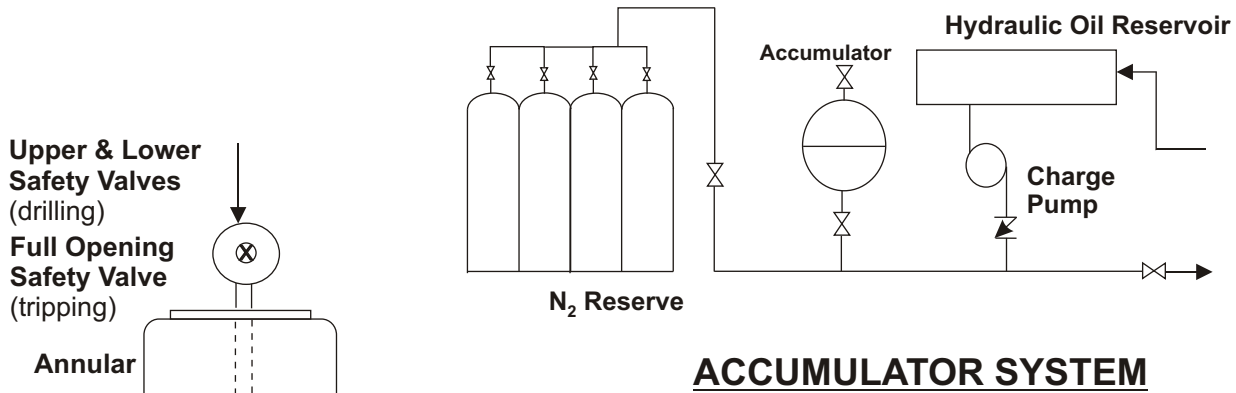 Hydraulic Oil Reservoir
Accumulator
Upper & Lower
Safety Valves
(drilling)
Full Opening
Safety Valve
(tripping)
X
Annular
Charge
Pump
N₂ Reserve
ACCUMULATOR SYSTEM